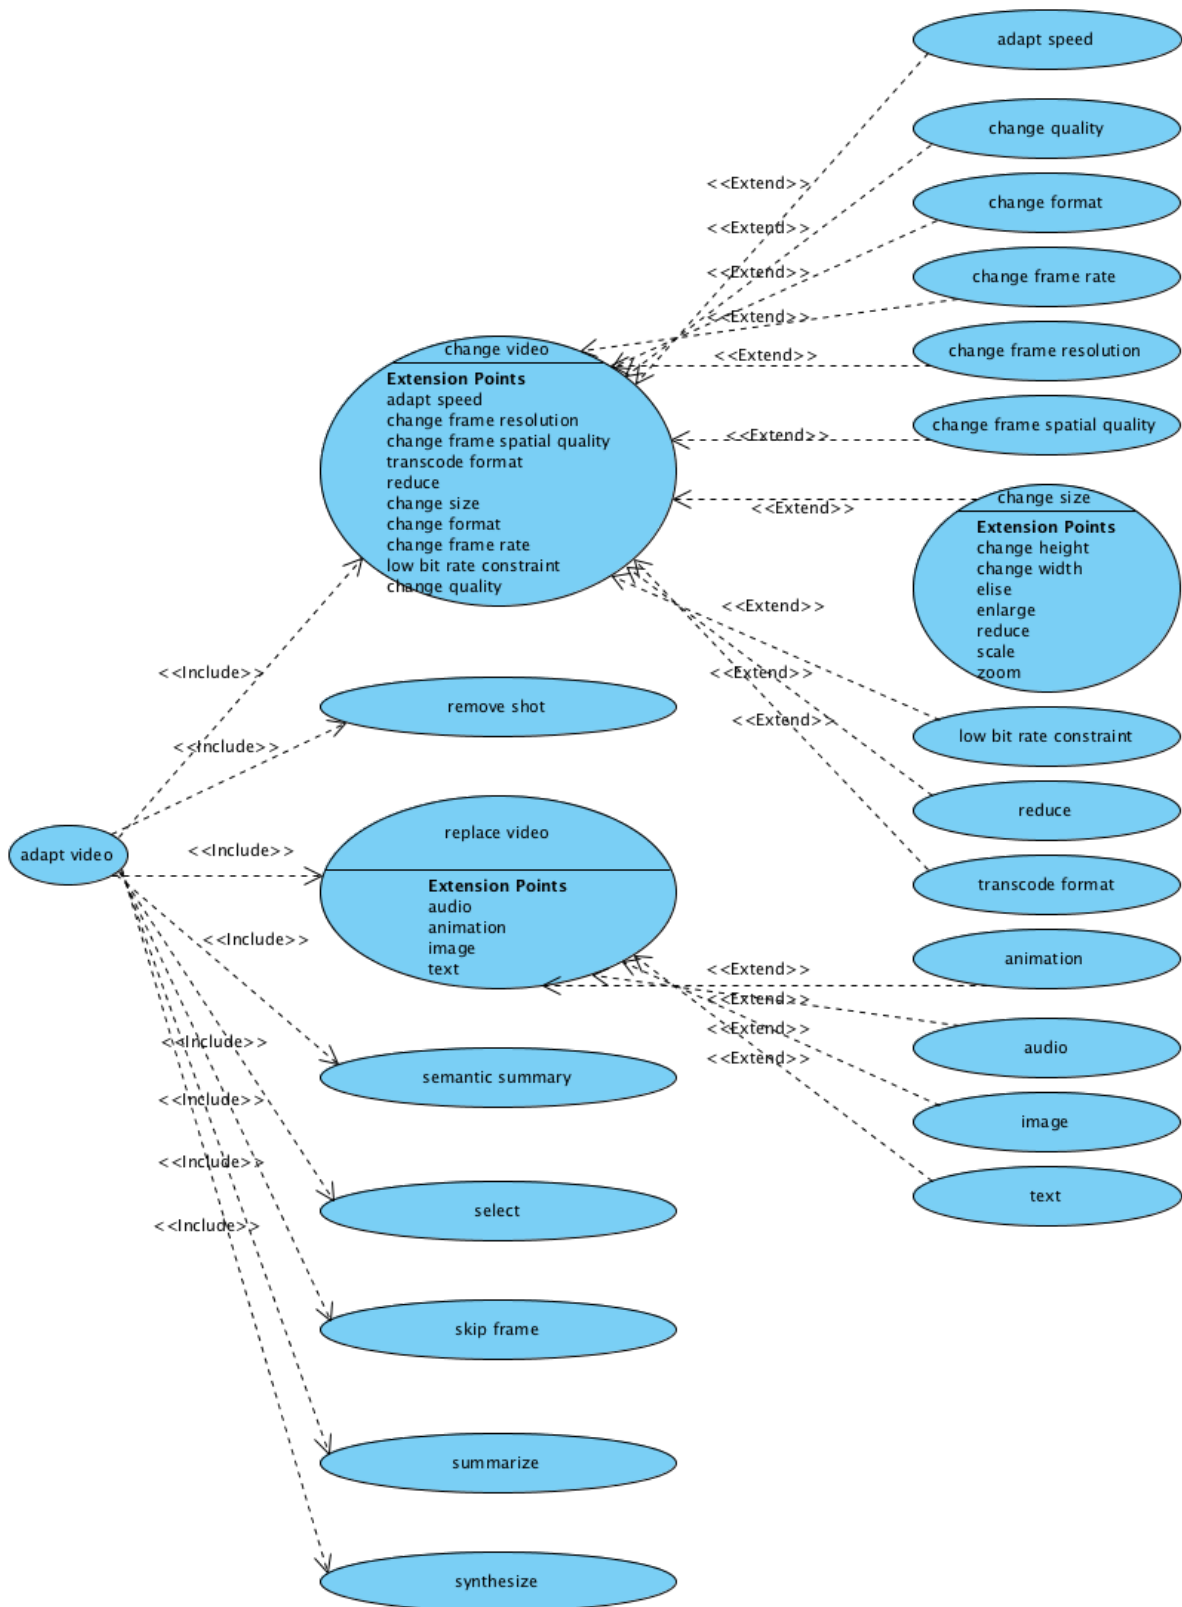 adapt speed
change quality
<<Extend>>
change format
<<Extend>>
<<Extend>>
change frame rate
<<Extend>>
change video
<<Extend>>
change frame resolution
Extension Points
adapt speed
change frame resolution
change frame spatial quality
transcode format
reduce
change size
change format
change frame rate
low bit rate constraint
change quality
<<Extend>>
change frame spatial quality
<<Extend>>
change size
Extension Points
change height
change width
elise
enlarge
reduce
scale
zoom
<<Extend>>
<<Include>>
<<Extend>>
remove shot
<<Extend>>
low bit rate constraint
<<Include>>
reduce
replace video
adapt video
<<Include>>
Extension Points
audio
animation
image
text
transcode format
<<Include>>
animation
<<Extend>>
<<Extend>>
<<Extend>>
<<Extend>>
audio
<<Include>>
semantic summary
<<Include>>
image
<<Include>>
text
select
<<Include>>
skip frame
summarize
synthesize